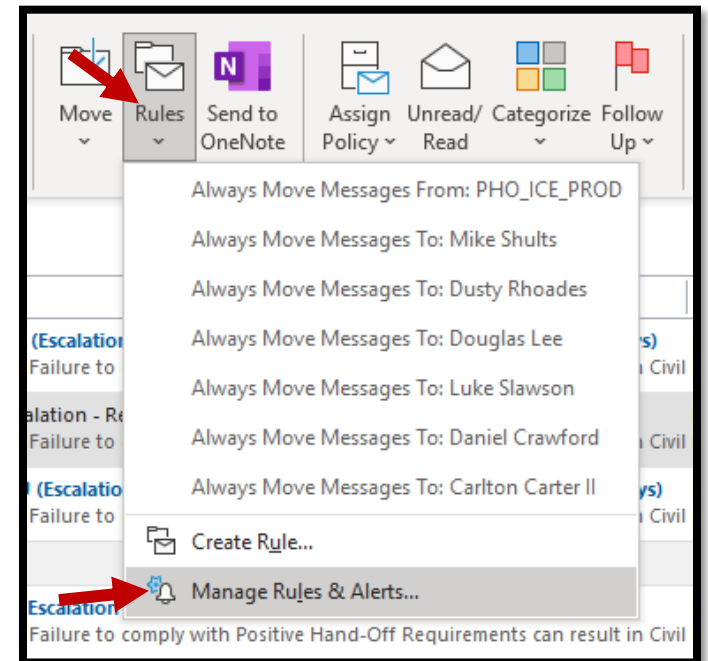 Move Rules Send to OneNote Assign Policy Unread/ Read Categorize Follow Up
N
Always Move Messages From: PHO_ICE_PROD
Always Move Messages To: Mike Shults
Always Move Messages To: Dusty Rhoades
(Escalation s)
Always Move Messages To: Douglas Lee
Failure to Civil
Always Move Messages To: Luke Slawson
alation - Re
Always Move Messages To: Daniel Crawford
Failure to Civil
(Escalatio ys)
Always Move Messages To: Carlton Carter II
Failure to Civil
Create Rule...
Manage Rules & Alerts...
Escalation
Failure to comply with Positive Hand-Off Requirements can result in Civil